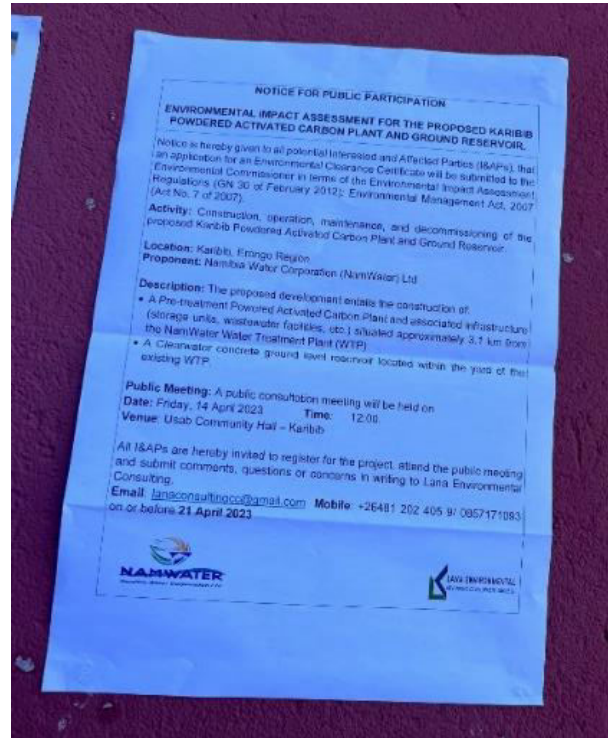 NOTICE FOR PUBLIC PARTICIPATION
ENVIRONMENTAL IMPACT ASSESSMENT FOR THE PROPOSED KARIBIB
POWDERED ACTIVATED CARBON PLANT AND GROUND RESERVOIR.
Notice is hereby given to all potential Interested and Affected Parties (I&APs), that
an application for an Environmental Clearance Certificate will be submitted to the
Environmental Commissioner in terms of the Environmental Impact Assessment
Regulations (GN 30 of February 2012); Environmental Management Act, 2007
(Act No. 7 of 2007).
Activity: Construction, operation, maintenance, and decommissioning of the
proposed Karibib Powdered Activated Carbon Plant and Ground Reservoir.
Location: Karibib, Erongo Region
Proponent: Namibia Water Corporation (NamWater) Ltd
Description: The proposed development entails the construction of:
• A Pre-treatment Powered Activated Carbon Plant and associated infrastructure
(storage units, wastewater facilities, etc.) situated approximately 3.1 km from
the NamWater Water Treatment Plant (WTP)
• A Clearwater concrete ground level reservoir located within the yard of the
existing WTP.
Public Meeting: A public consultation meeting will be held on
Date: Friday, 14 April 2023 Time: 12:00
Venue: Usab Community Hall – Karibib
All I&APs are hereby invited to register for the project, attend the public meeting
and submit comments, questions or concerns in writing to Lana Environmental
Consulting.
Email: lanaconsultingcc@gmail.com Mobile: +26481 202 405 9/ 0857171093
on or before 21 April 2023
NAMWATER
LANA ENVIRONMENTAL